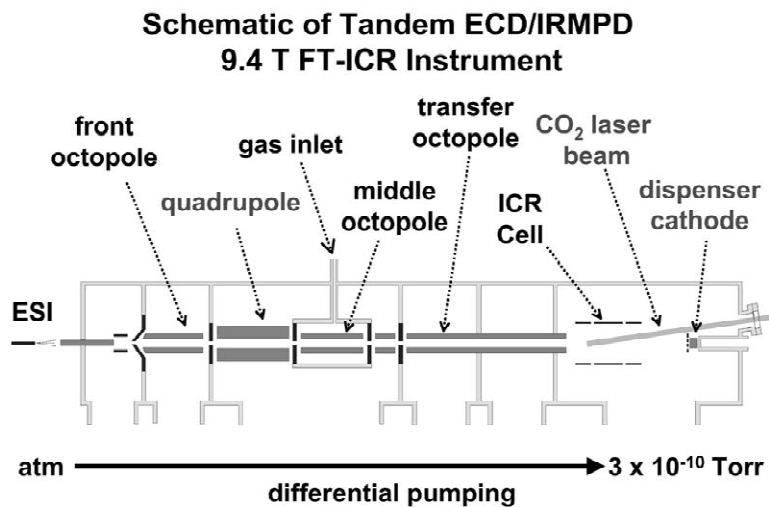 Schematic of Tandem ECD/IRMPD
9.4 T FT-ICR Instrument
front
octopole
gas inlet
transfer
octopole
CO₂ laser
beam
quadrupole
middle
octopole
ICR
Cell
dispenser
cathode
ESI
atm
3 x 10⁻¹⁰ Torr
differential pumping